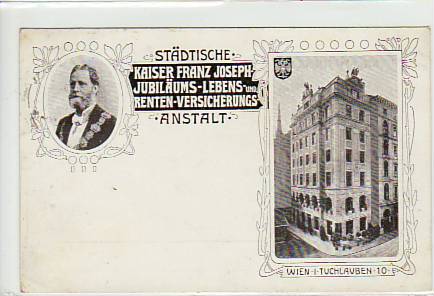 STÄDTISCHE
KAISER FRANZ JOSEPH-
JUBILÄUMS-LEBENS-UND
RENTEN-VERSICHERUNGS
·ANSTALT·
WIEN·I·TUCHLAUBEN·10·